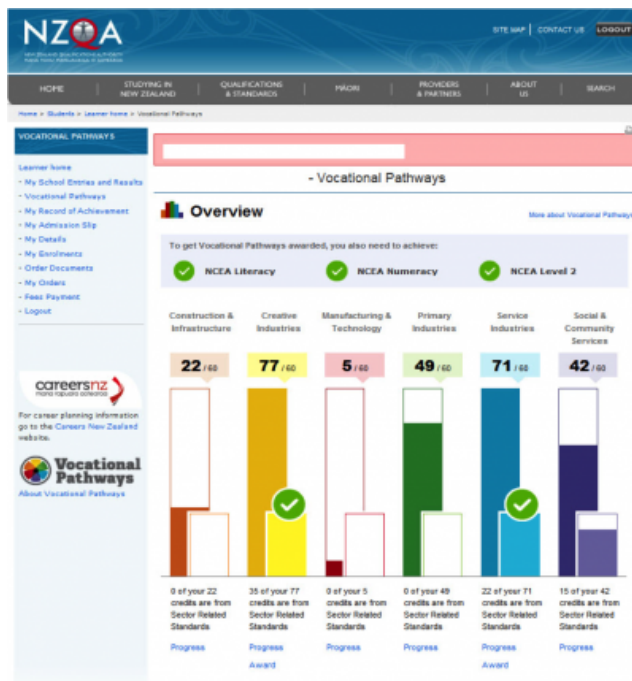 NZQA
SITE MAP | CONTACT US LOGOUT
HOME
STUDYING IN
NEW ZEALAND
QUALIFICATIONS
& STANDARDS
MĀORI
PROVIDERS
& PARTNERS
ABOUT
US
SEARCH
Home > Students > Learner home > Vocational Pathways
VOCATIONAL PATHWAYS
Learner home
- My School Entries and Results
- Vocational Pathways
- My Record of Achievement
- My Admission Slip
- My Details
- My Enrolments
- Order Documents
- My Orders
- Fees Payment
- Logout
careersnz
For career planning information
go to the Careers New Zealand
website.
Vocational
Pathways
About Vocational Pathways
- Vocational Pathways
Overview
More about Vocational Pathways
To get Vocational Pathways awarded, you also need to achieve:
NCEA Literacy
NCEA Numeracy
NCEA Level 2
Construction &
Infrastructure
22 / 60
0 of your 22
credits are from
Sector Related
Standards
Progress
Creative
Industries
77 / 60
35 of your 77
credits are from
Sector Related
Standards
Progress
Award
Manufacturing &
Technology
5 / 60
0 of your 5
credits are from
Sector Related
Standards
Progress
Primary
Industries
49 / 60
0 of your 49
credits are from
Sector Related
Standards
Progress
Service
Industries
71 / 60
22 of your 71
credits are from
Sector Related
Standards
Progress
Award
Social &
Community
Services
42 / 60
15 of your 42
credits are from
Sector Related
Standards
Progress